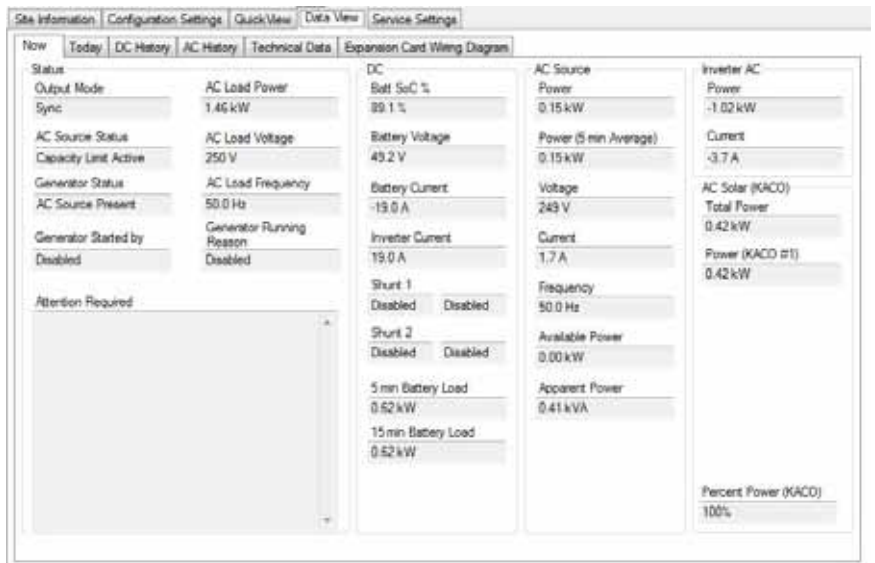 Site Information Configuration Settings Quick View Data View Service Settings
Now Today DC History AC History Technical Data Expansion Card Wiring Diagram
Status
Output Mode
Sync
AC Source Status
Capacity Limit Active
Generator Status
AC Source Present
Generator Started by
Disabled
AC Load Power
1.46 kW
AC Load Voltage
250 V
AC Load Frequency
50.0 Hz
Generator Running
Reason
Disabled
Attention Required
DC
Batt SoC %
89.1 %
Battery Voltage
49.2 V
Battery Current
-19.0 A
Inverter Current
19.0 A
Shunt 1
Disabled Disabled
Shunt 2
Disabled Disabled
5 min Battery Load
0.62 kW
15 min Battery Load
0.62 kW
AC Source
Power
0.15 kW
Power (5 min Average)
0.15 kW
Voltage
249 V
Current
1.7 A
Frequency
50.0 Hz
Available Power
0.00 kW
Apparent Power
0.41 kVA
Inverter AC
Power
-1.02 kW
Current
-3.7 A
AC Solar (KACO)
Total Power
0.42 kW
Power (KACO #1)
0.42 kW
Percent Power (KACO)
100%